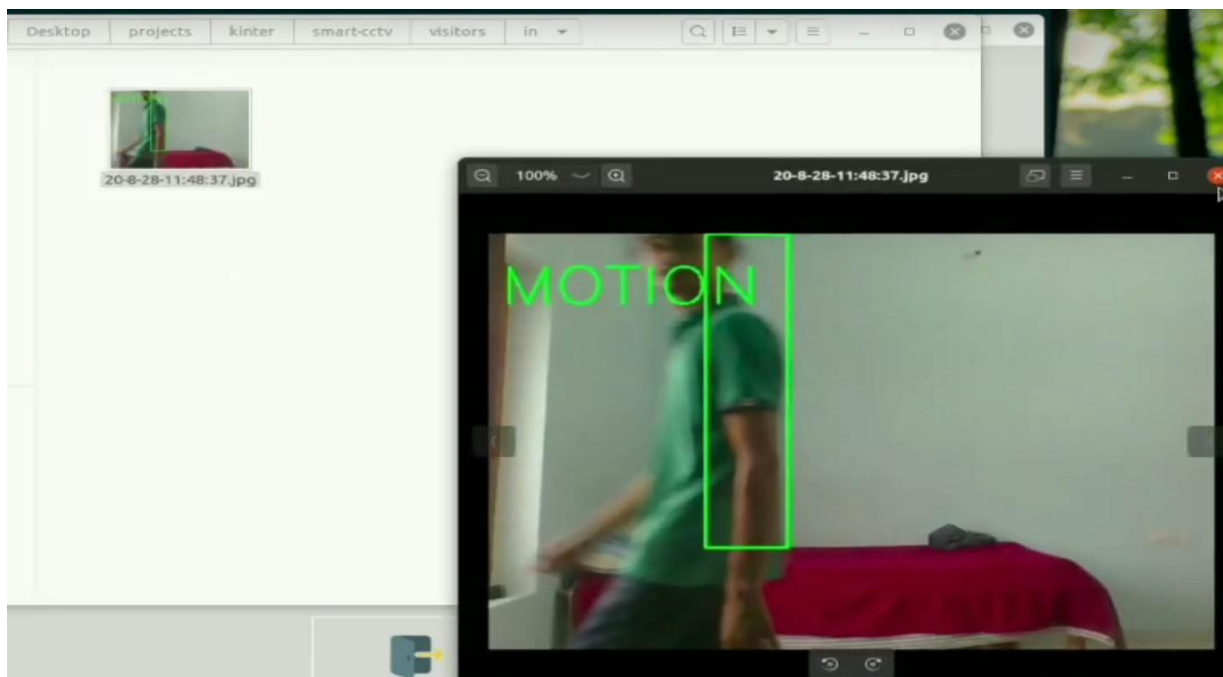 Desktop projects kinter smart-cctv visitors in
MOTION
20-8-28-11:48:37.jpg
100% 20-8-28-11:48:37.jpg
MOTION